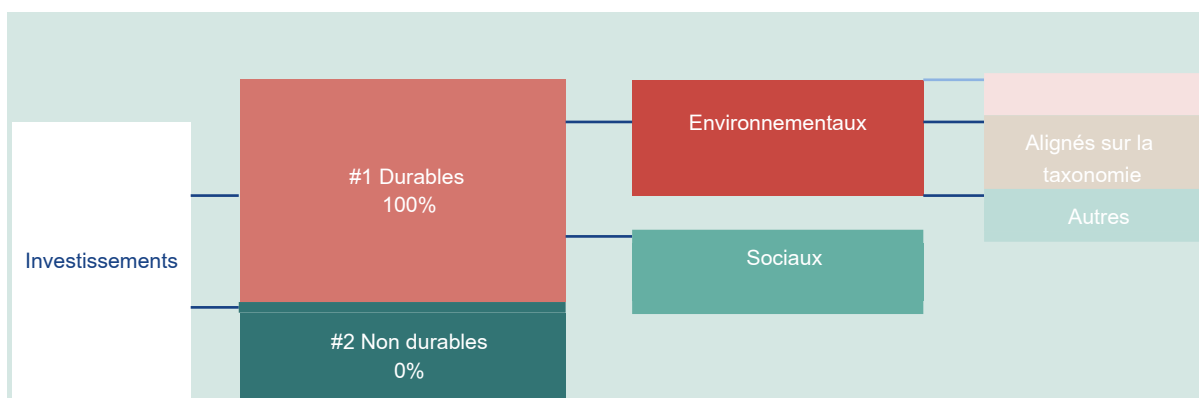 Investissements
#1 Durables
100%
#2 Non durables
0%
Environnementaux
Sociaux
Alignés sur la
taxonomie
Autres